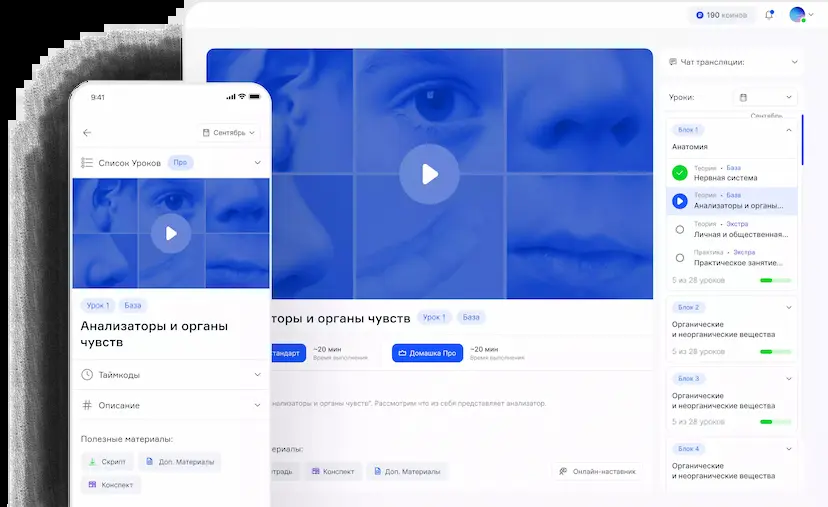 190 коинов
9:41
Сентябрь
Список Уроков
Про
Урок 1
База
Анализаторы и органы
чувств
Таймкоды
Описание
Полезные материалы:
Скрипт
Доп. Материалы
Конспект
торы и органы чувств
Урок 1
База
тандарт
~20 мин
Время выполнения
Домашка Про
~20 мин
Время выполнения
нализаторы и органы чувств". Рассмотрим что из себя представляет анализатор
ериалы:
традь
Конспект
Доп. Материалы
Онлайн-наставник
Чат трансляции:
Уроки:
Сентябрь
Блок 1
Анатомия
Теория • База
Нервная система
Теория • База
Анализаторы и органы...
Теория • Экстра
Личная и общественная...
Практика • Экстра
Практическое занятие...
5 из 28 уроков
Блок 2
Органические
и неорганические вещества
5 из 28 уроков
Блок 3
Органические
и неорганические вещества
5 из 28 уроков
Блок 4
Органические
и неорганические вещества